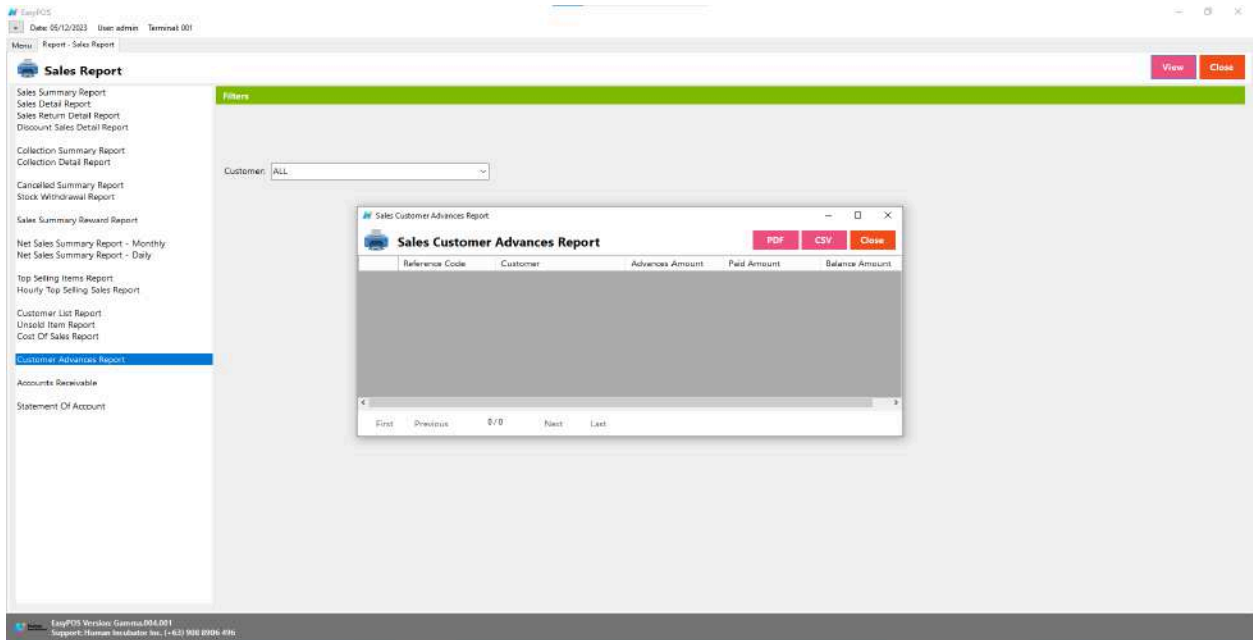 EasyPOS
Date: 05/12/2023 User: admin Terminal: 001
Menu Report - Sales Report
Sales Report
View Close
Sales Summary Report
Sales Detail Report
Sales Return Detail Report
Discount Sales Detail Report
Collection Summary Report
Collection Detail Report
Cancelled Summary Report
Stock Withdrawal Report
Sales Summary Reward Report
Net Sales Summary Report - Monthly
Net Sales Summary Report - Daily
Top Selling Items Report
Hourly Top Selling Sales Report
Customer List Report
Unsold Item Report
Cost Of Sales Report
Customer Advances Report
Accounts Receivable
Statement Of Account
Filters
Customer: ALL
Sales Customer Advances Report
Sales Customer Advances Report
PDF CSV Close
Reference Code Customer Advances Amount Paid Amount Balance Amount
First Previous 0 / 0 Next Last
EasyPOS Version: Gamma.004.001
Support: Human Incubator Inc. (+63) 908 8906 496